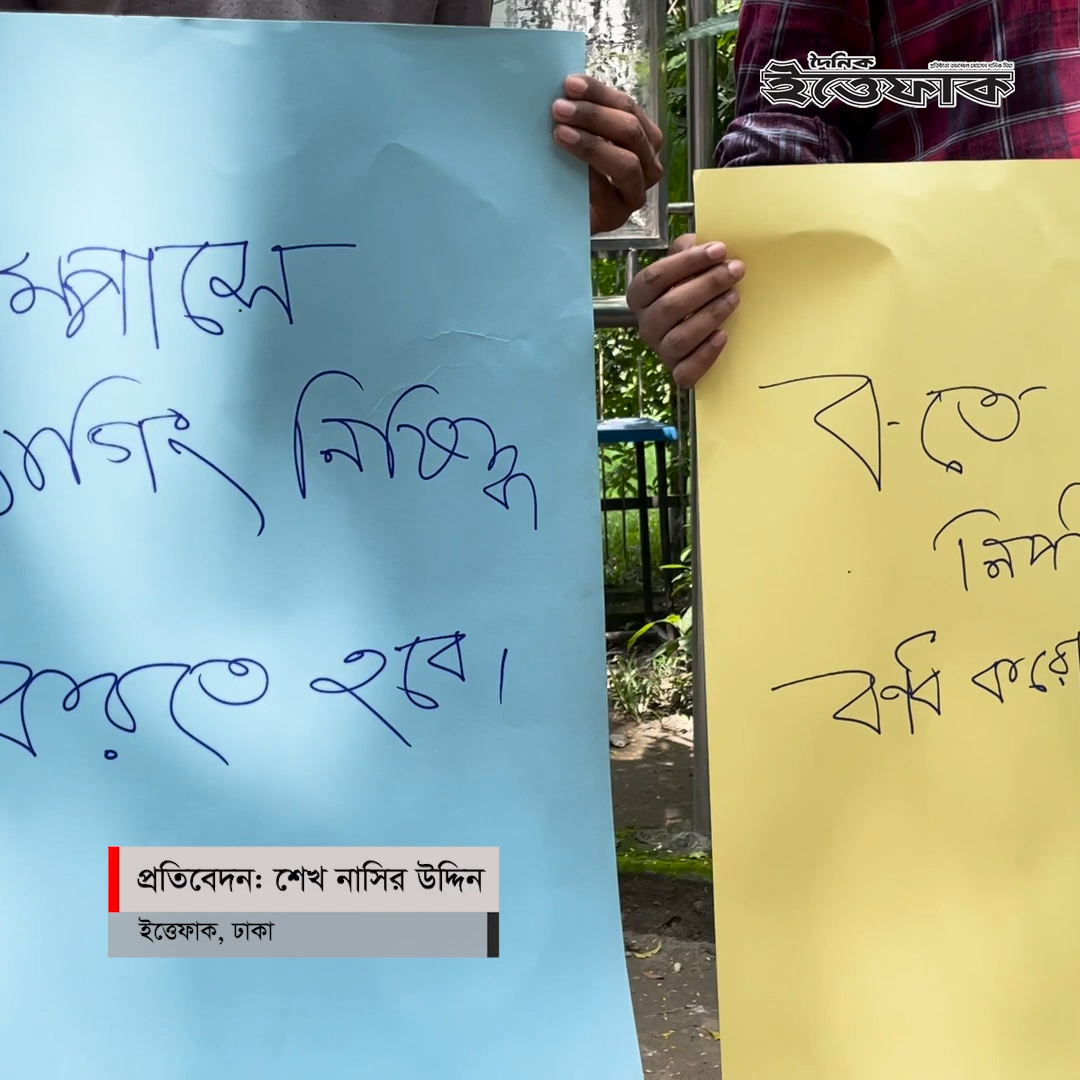 দৈনিক
ইত্তেফাক
ম্পাসে
র‍্যাগিং নিষিদ্ধ
করতে হবে।
ব-তে
নিপী
বন্ধ করো
প্রতিবেদন: শেখ নাসির উদ্দিন
ইত্তেফাক, ঢাকা